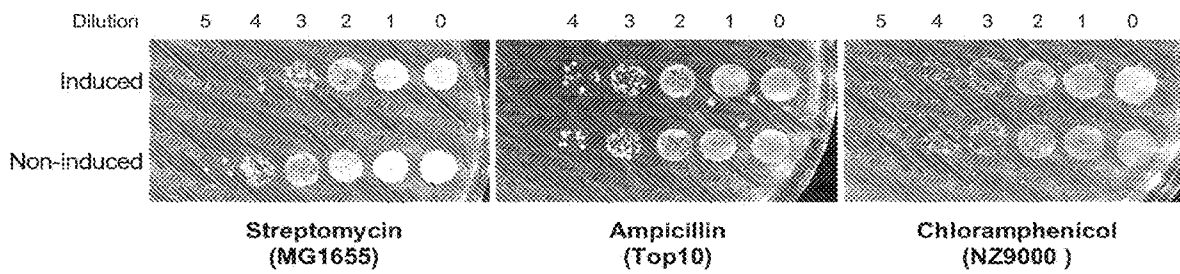 Dilution 5 4 3 2 1 0 4 3 2 1 0 5 4 3 2 1 0
Induced
Non-induced
Streptomycin Ampicillin Chloramphenicol
(MG1655) (Top10) (NZ9000 )